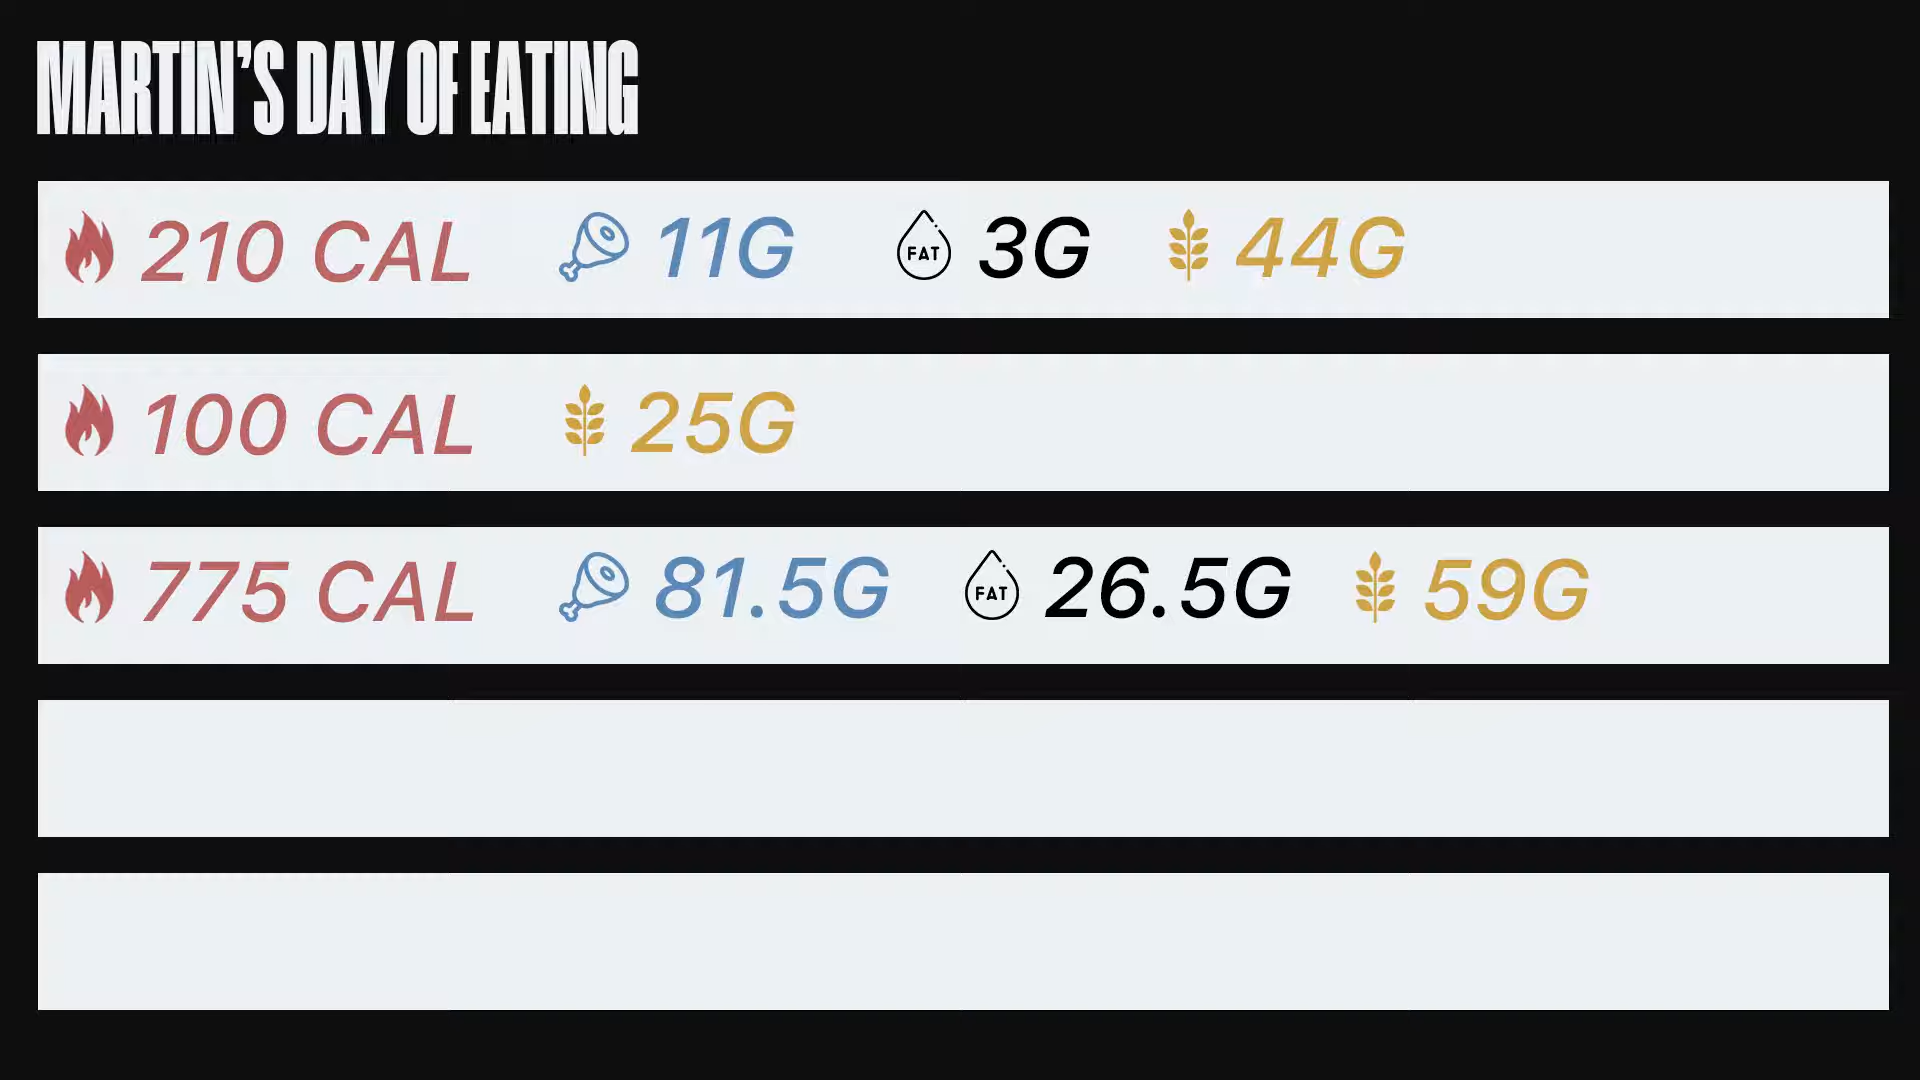 MARTIN'S DAY OF EATING
210 CAL 11G FAT 3G 44G
100 CAL 25G
775 CAL 81.5G FAT 26.5G 59G